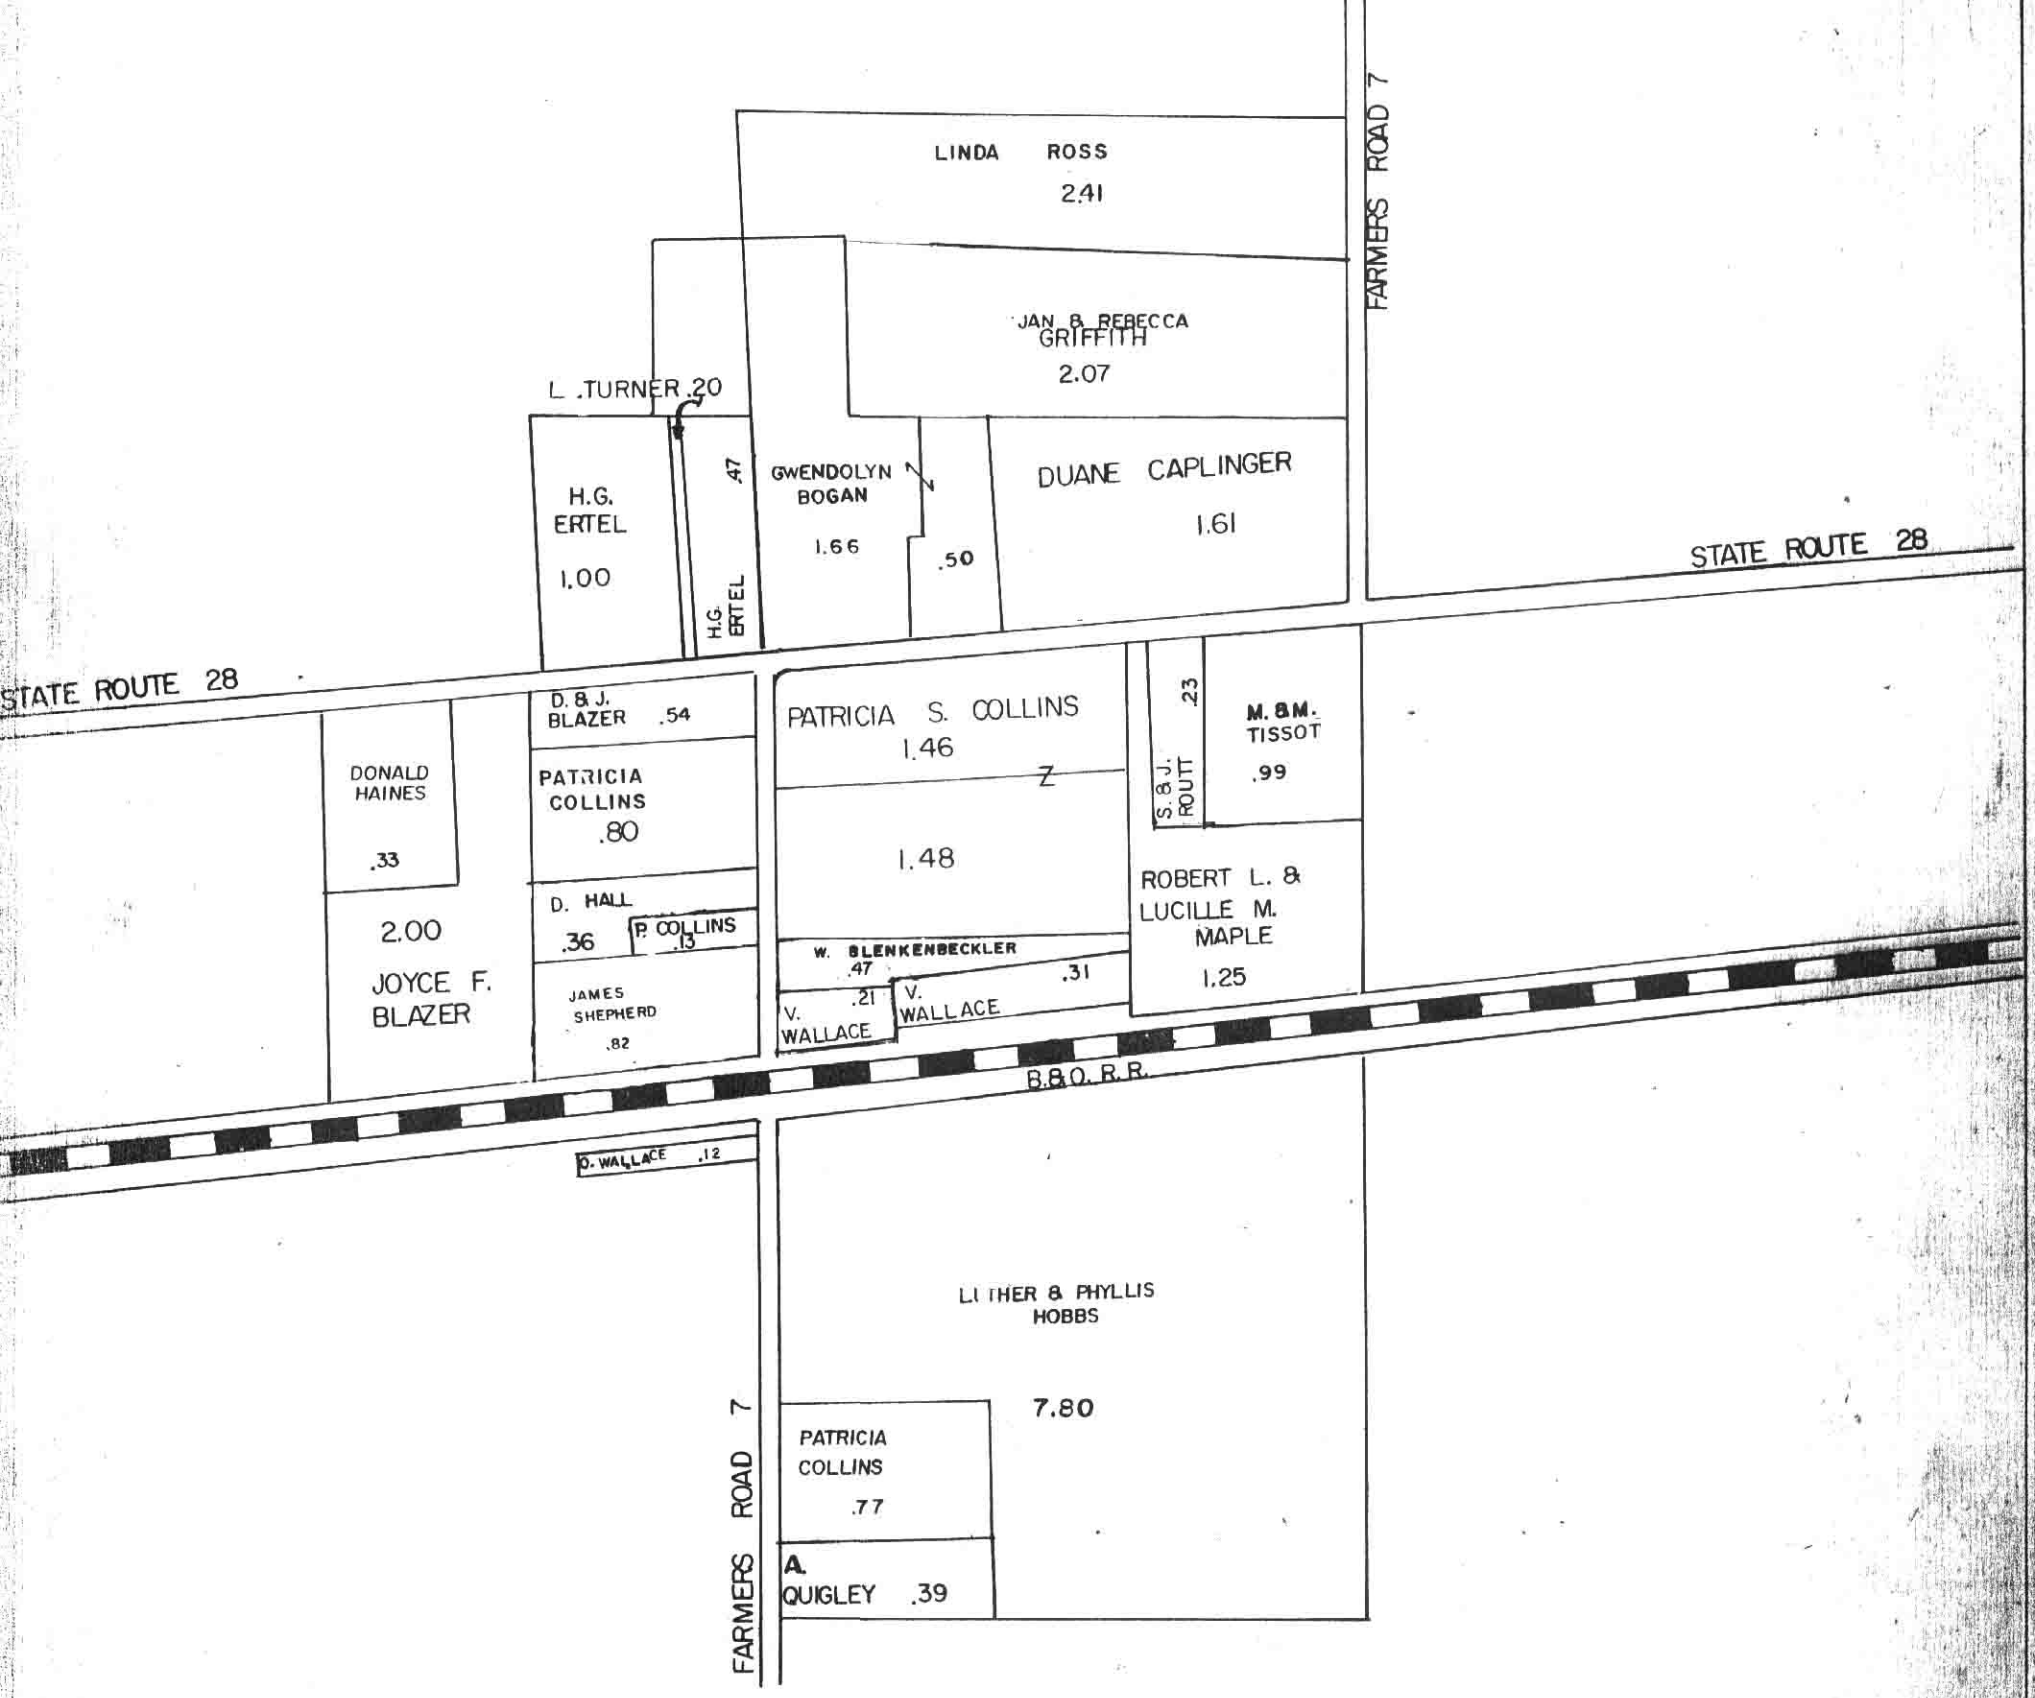 FARMERS ROAD 7
LINDA ROSS
2.41
JAN & REBECCA
GRIFFITH
2.07
L .TURNER .20
H.G.
ERTEL
1.00
H.G.
ERTEL .47
GWENDOLYN
BOGAN
1.66
.50
DUANE CAPLINGER
1.61
STATE ROUTE 28
STATE ROUTE 28
DONALD
HAINES
.33
2.00
JOYCE F.
BLAZER
D. & J.
BLAZER .54
PATRICIA
COLLINS
.80
D. HALL
.36
P. COLLINS
.13
JAMES
SHEPHERD
.82
PATRICIA S. COLLINS
1.46
Z
1.48
W. BLENKENBECKLER
.47
.21
V.
WALLACE
.31
V.
WALLACE
S. & J.
ROUTT .23
M. & M.
TISSOT
.99
ROBERT L. &
LUCILLE M.
MAPLE
1.25
B.& O. R. R.
O. WALLACE .12
& PHYLLIS
HOBBS
7.80
PATRICIA
COLLINS
.77
A.
QUIGLEY .39
FARMERS ROAD 7